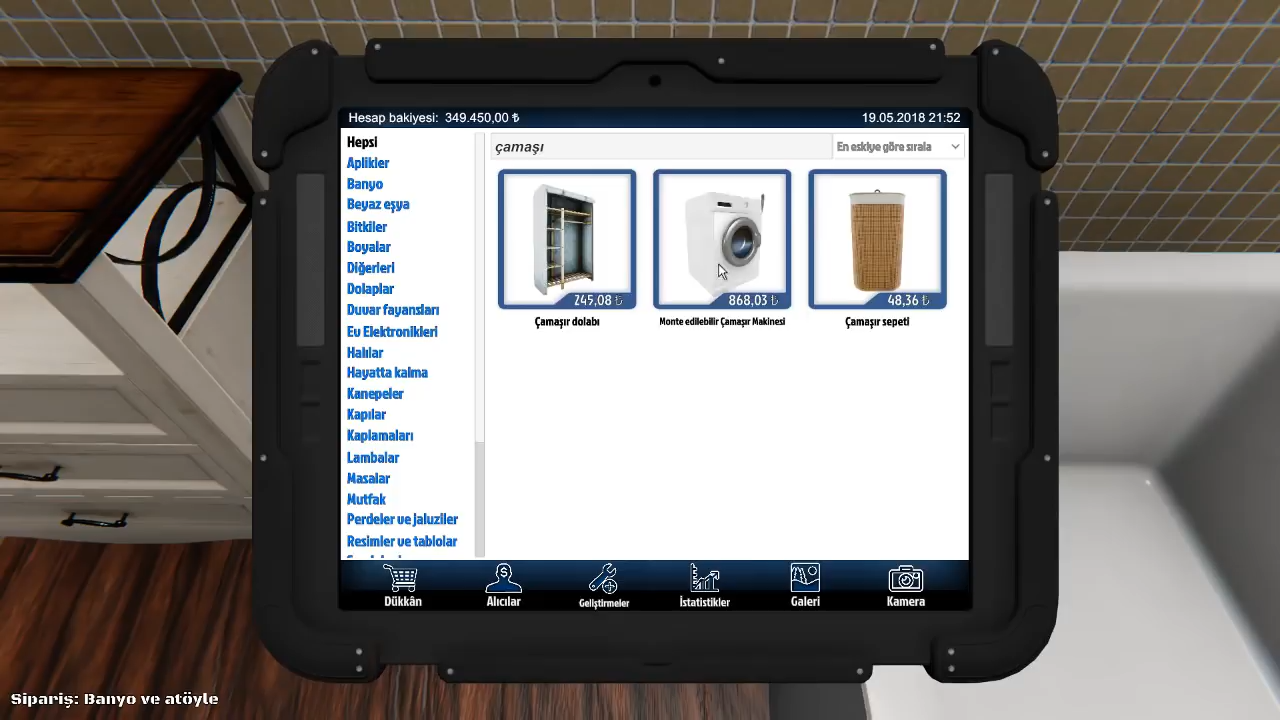 Hesap bakiyesi: 349.450,00 ₺
19.05.2018 21:52
Hepsi
Aplikler
Banyo
Beyaz eşya
Bitkiler
Boyalar
Diğerleri
Dolaplar
Duvar fayansları
Ev Elektronikleri
Halılar
Hayatta kalma
Kanepeler
Kapılar
Kaplamaları
Lambalar
Masalar
Mutfak
Perdeler ve jaluziler
Resimler ve tablolar
çamaşı
En eskiye göre sırala
245,08 ₺
868,03 ₺
48,36 ₺
Çamaşır dolabı
Monte edilebilir Çamaşır Makinesi
Çamaşır sepeti
Dükkân
Alıcılar
Geliştirmeler
İstatistikler
Galeri
Kamera
Sipariş: Banyo ve atöyle